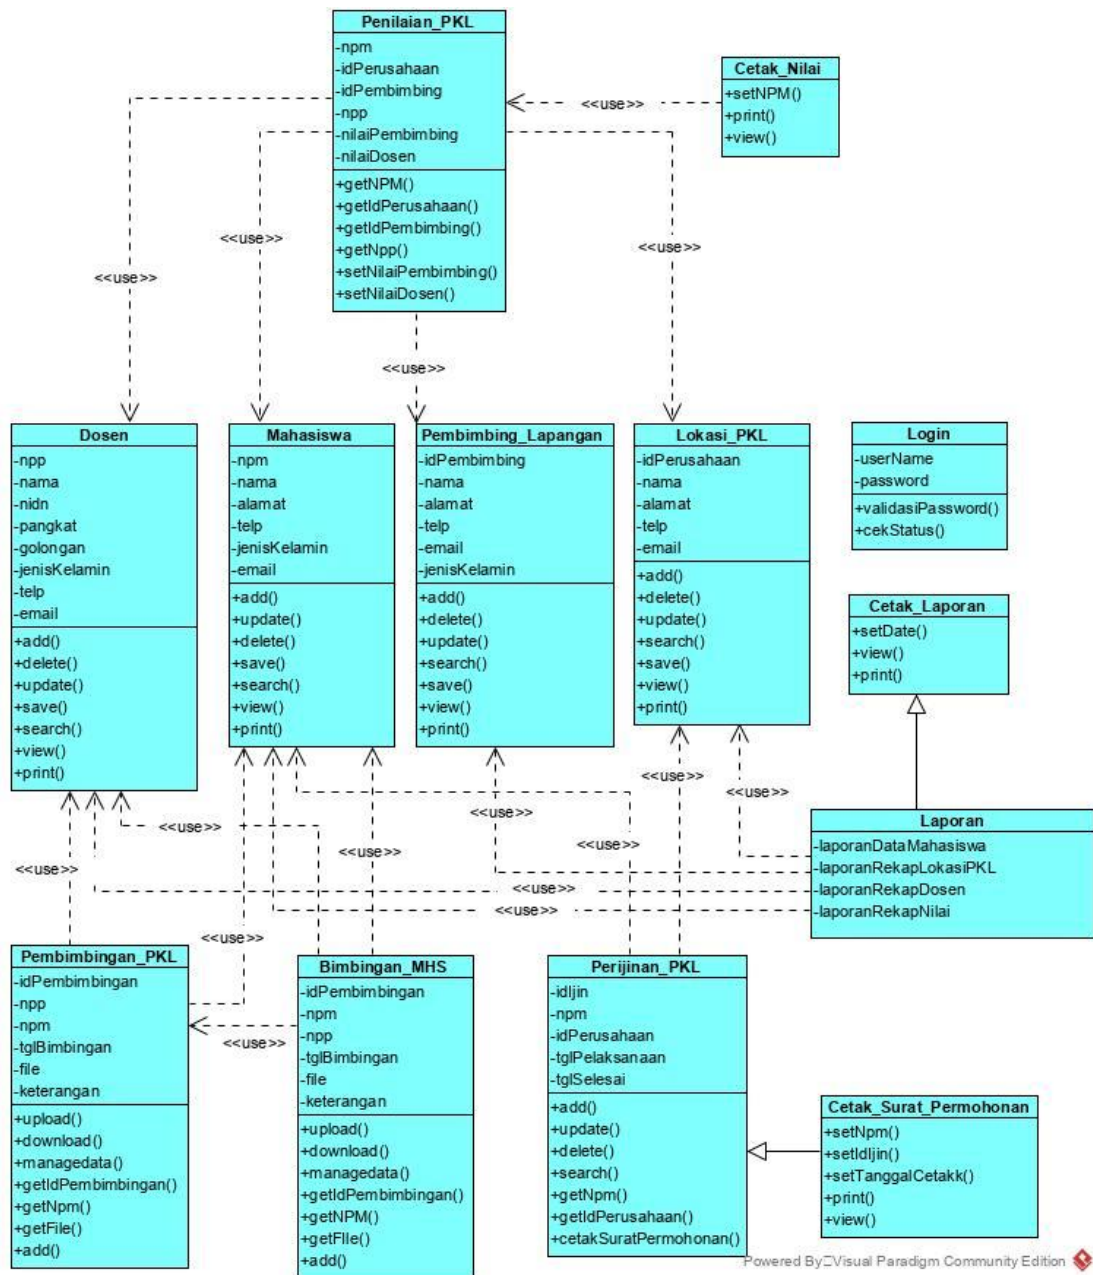 Penilaian_PKL
-npm
-idPerusahaan
-idPembimbing
-npp
-nilaiPembimbing
-nilaiDosen
+getNPM()
+getIdPerusahaan()
+getIdPembimbing()
+getNpp()
+setNilaiPembimbing()
+setNilaiDosen()
Cetak_Nilai
+setNPM()
+print()
+view()
<<use>>
<<use>>
<<use>>
<<use>>
<<use>>
Dosen
-npp
-nama
-nidn
-pangkat
-golongan
-jenisKelamin
-telp
-email
+add()
+delete()
+update()
+save()
+search()
+view()
+print()
Mahasiswa
-npm
-nama
-alamat
-telp
-jenisKelamin
-email
+add()
+update()
+delete()
+save()
+search()
+view()
+print()
Pembimbing_Lapangan
-idPembimbing
-nama
-alamat
-telp
-email
-jenisKelamin
+add()
+delete()
+update()
+search()
+save()
+view()
+print()
Lokasi_PKL
-idPerusahaan
-nama
-alamat
-telp
-email
+add()
+delete()
+update()
+search()
+save()
+view()
+print()
Login
-userName
-password
+validasiPassword()
+cekStatus()
Cetak_Laporan
+setDate()
+view()
+print()
<<use>>
<<use>>
<<use>>
<<use>>
<<use>>
<<use>>
<<use>>
<<use>>
<<use>>
<<use>>
<<use>>
Laporan
-laporanDataMahasiswa
-laporanRekapLokasiPKL
-laporanRekapDosen
-laporanRekapNilai
Pembimbingan_PKL
-idPembimbingan
-npp
-npm
-tglBimbingan
-file
-keterangan
+upload()
+download()
+managedata()
+getIdPembimbingan()
+getNpm()
+getFile()
+add()
<<use>>
Bimbingan_MHS
-idPembimbingan
-npm
-npp
-tglBimbingan
-file
-keterangan
+upload()
+download()
+managedata()
+getIdPembimbingan()
+getNPM()
+getFIle()
+add()
Perijinan_PKL
-idIjin
-npm
-idPerusahaan
-tglPelaksanaan
-tglSelesai
+add()
+update()
+delete()
+search()
+getNpm()
+getIdPerusahaan()
+cetakSuratPermohonan()
Cetak_Surat_Permohonan
+setNpm()
+setIdIjin()
+setTanggalCetakk()
+print()
+view()
Powered By Visual Paradigm Community Edition